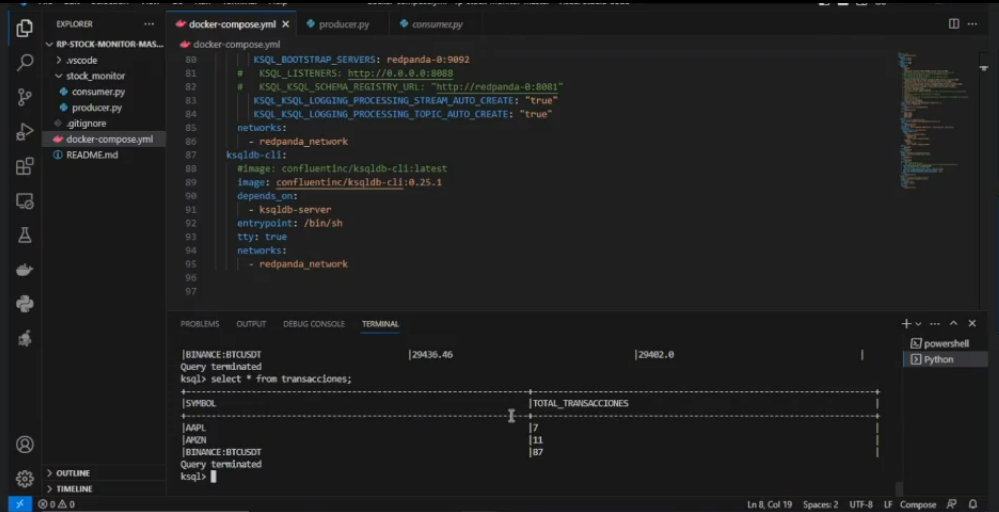 EXPLORER
RP-STOCK-MONITOR-MAS...
.vscode
stock_monitor
consumer.py
producer.py
.gitignore
docker-compose.yml
README.md
OUTLINE
TIMELINE
docker-compose.yml
producer.py
consumer.py
docker-compose.yml
80 KSQL_BOOTSTRAP_SERVERS: redpanda-0:9092
81 # KSQL_LISTENERS: http://0.0.0.0:8088
82 # KSQL_KSQL_SCHEMA_REGISTRY_URL: "http://redpanda-0:8081"
83 KSQL_KSQL_LOGGING_PROCESSING_STREAM_AUTO_CREATE: "true"
84 KSQL_KSQL_LOGGING_PROCESSING_TOPIC_AUTO_CREATE: "true"
85 networks:
86 - redpanda_network
87 ksqldb-cli:
88 #image: confluentinc/ksqldb-cli:latest
89 image: confluentinc/ksqldb-cli:0.25.1
90 depends_on:
91 - ksqldb-server
92 entrypoint: /bin/sh
93 tty: true
94 networks:
95 - redpanda_network
96
97
PROBLEMS OUTPUT DEBUG CONSOLE TERMINAL
|BINANCE:BTCUSDT |29436.46 |29402.0 |
Query terminated
ksql> select * from transacciones;
|SYMBOL |TOTAL_TRANSACCIONES |
|AAPL |7 |
|AMZN |11 |
|BINANCE:BTCUSDT |87 |
Query terminated
ksql>
powershell
Python
0 0 Ln 8, Col 19 Spaces: 2 UTF-8 LF Compose